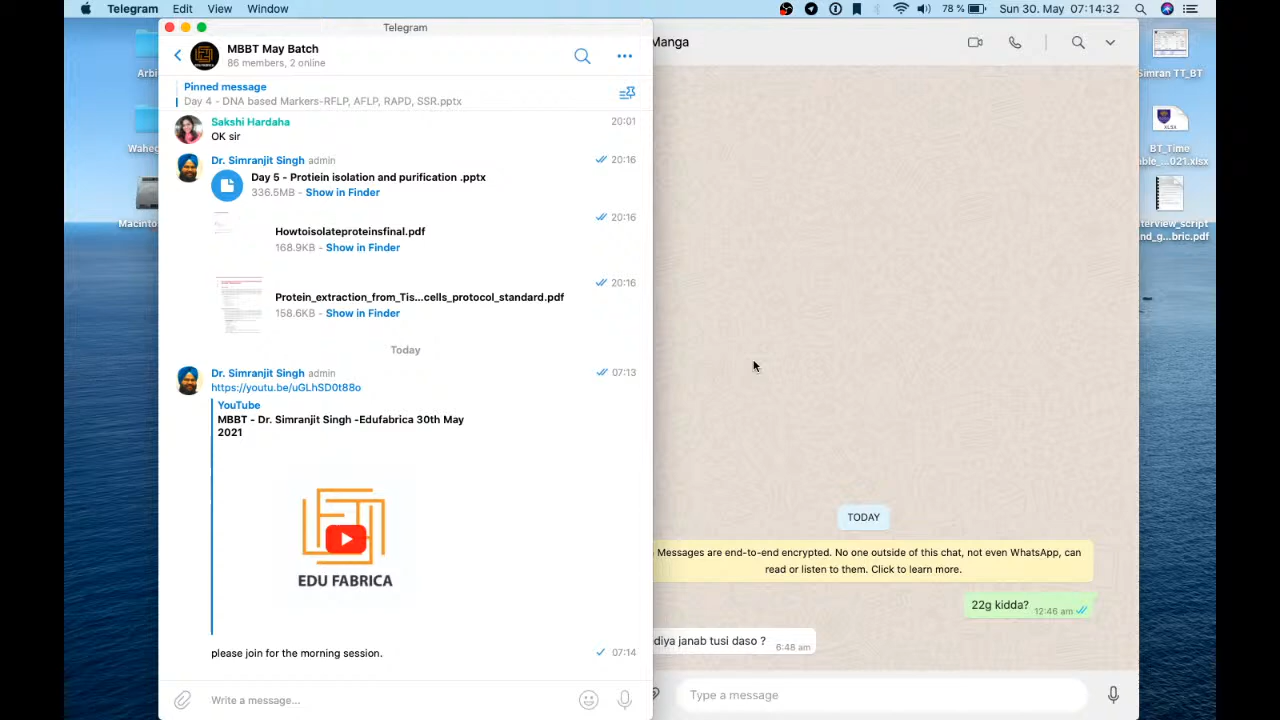 Telegram Edit View Window
78 % Sun 30. May 07:14:32
Telegram
MBBT May Batch
86 members, 2 online
Pinned message
Day 4 - DNA based Markers-RFLP, AFLP, RAPD, SSR.pptx
Sakshi Hardaha 20:01
OK sir
Dr. Simranjit Singh admin 20:16
Day 5 - Protiein isolation and purification .pptx
336.5MB - Show in Finder
20:16
Howtoisolateproteinsfinal.pdf
168.9KB - Show in Finder
20:16
Protein_extraction_from_Tis...cells_protocol_standard.pdf
158.6KB - Show in Finder
Today
Dr. Simranjit Singh admin 07:13
https://youtu.be/uGLhSD0t88o
YouTube
MBBT - Dr. Simranjit Singh -Edufabrica 30th May
2021
EDU FABRICA
please join for the morning session. 07:14
Write a message...
Manga
TODAY
Messages are end-to-end encrypted. No one outside of this chat, not even WhatsApp, can
read or listen to them. Click to learn more.
22g kidda? 12:46 am
diya janab tusi daso ? 6:48 am
Type a message
Arbi
Waheg
Macinto
Simran TT_BT
XLSX
BT_Time
able_...021.xlsx
terview_script
nd_g...bric.pdf